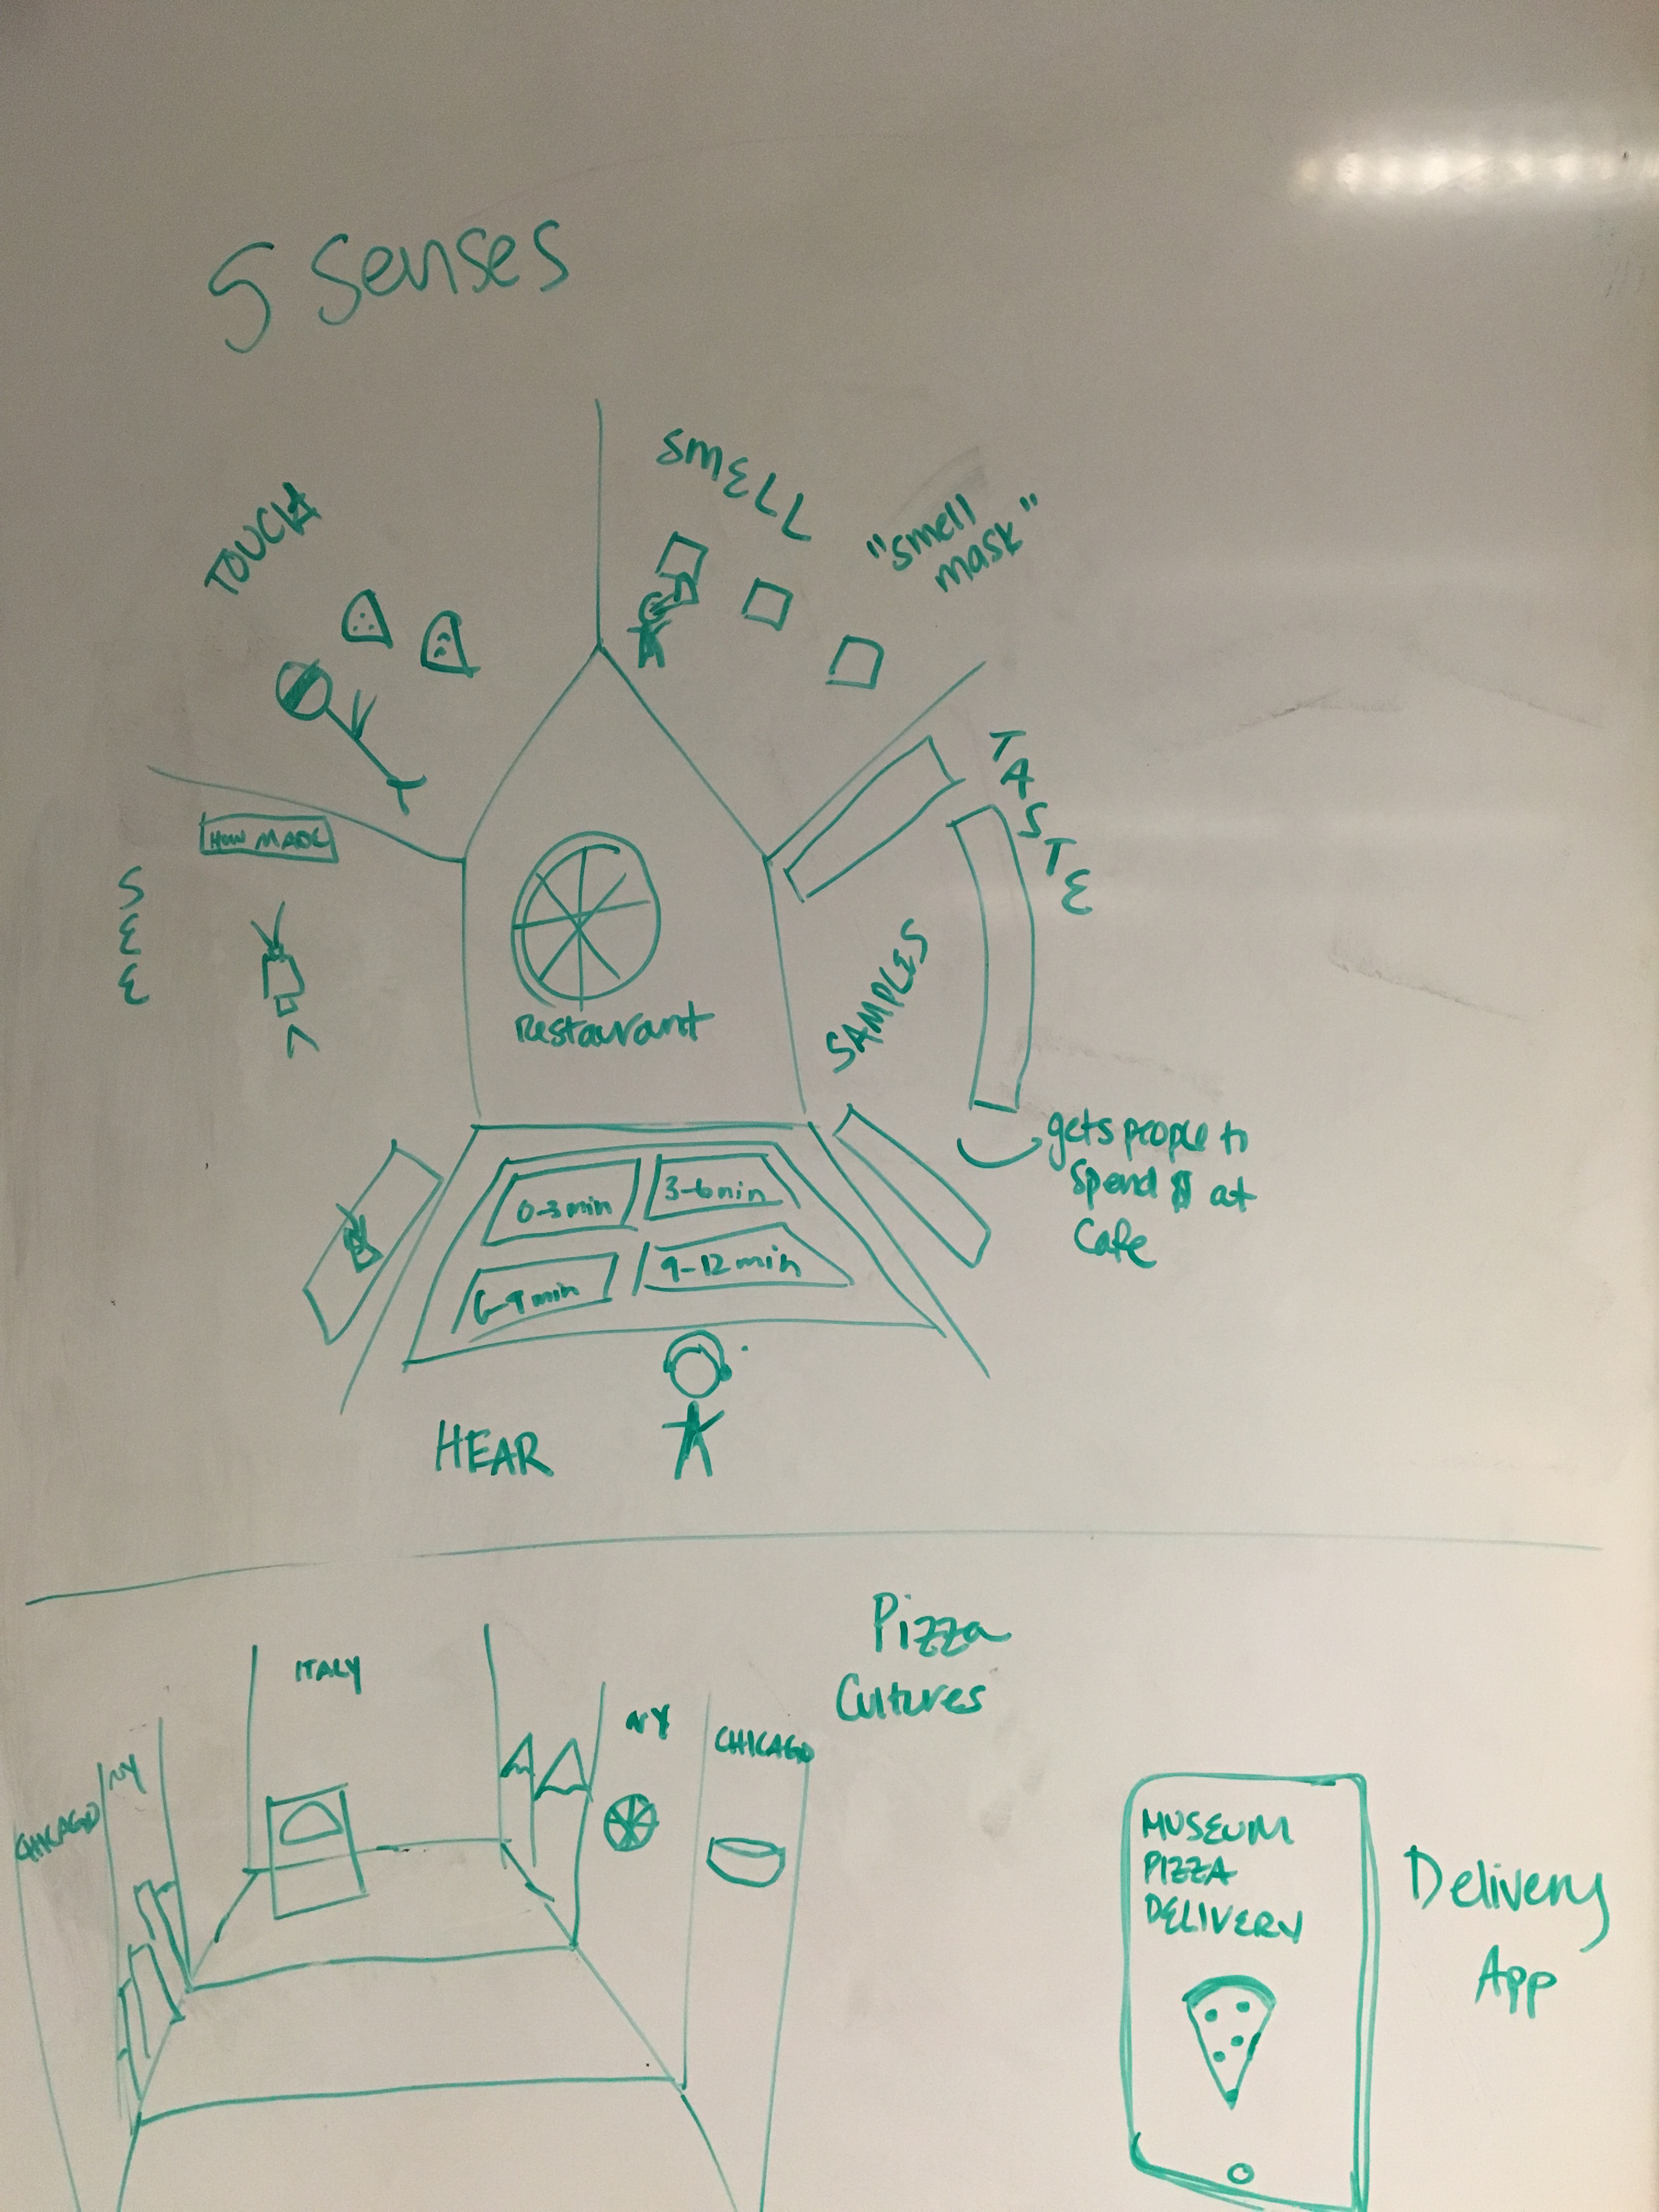 5 Senses
SMELL
"smell
mask"
TOUCH
TASTE
HOW MADE
SEE
SAMPLES
Restaurant
gets people to
spend $ at
Cafe
0-3 min
3-6 min
6-9 min
9-12 min
HEAR
Pizza
Cultures
ITALY
NY
CHICAGO
NY
CHICAGO
MUSEUM
PIZZA
DELIVERY
Delivery
App